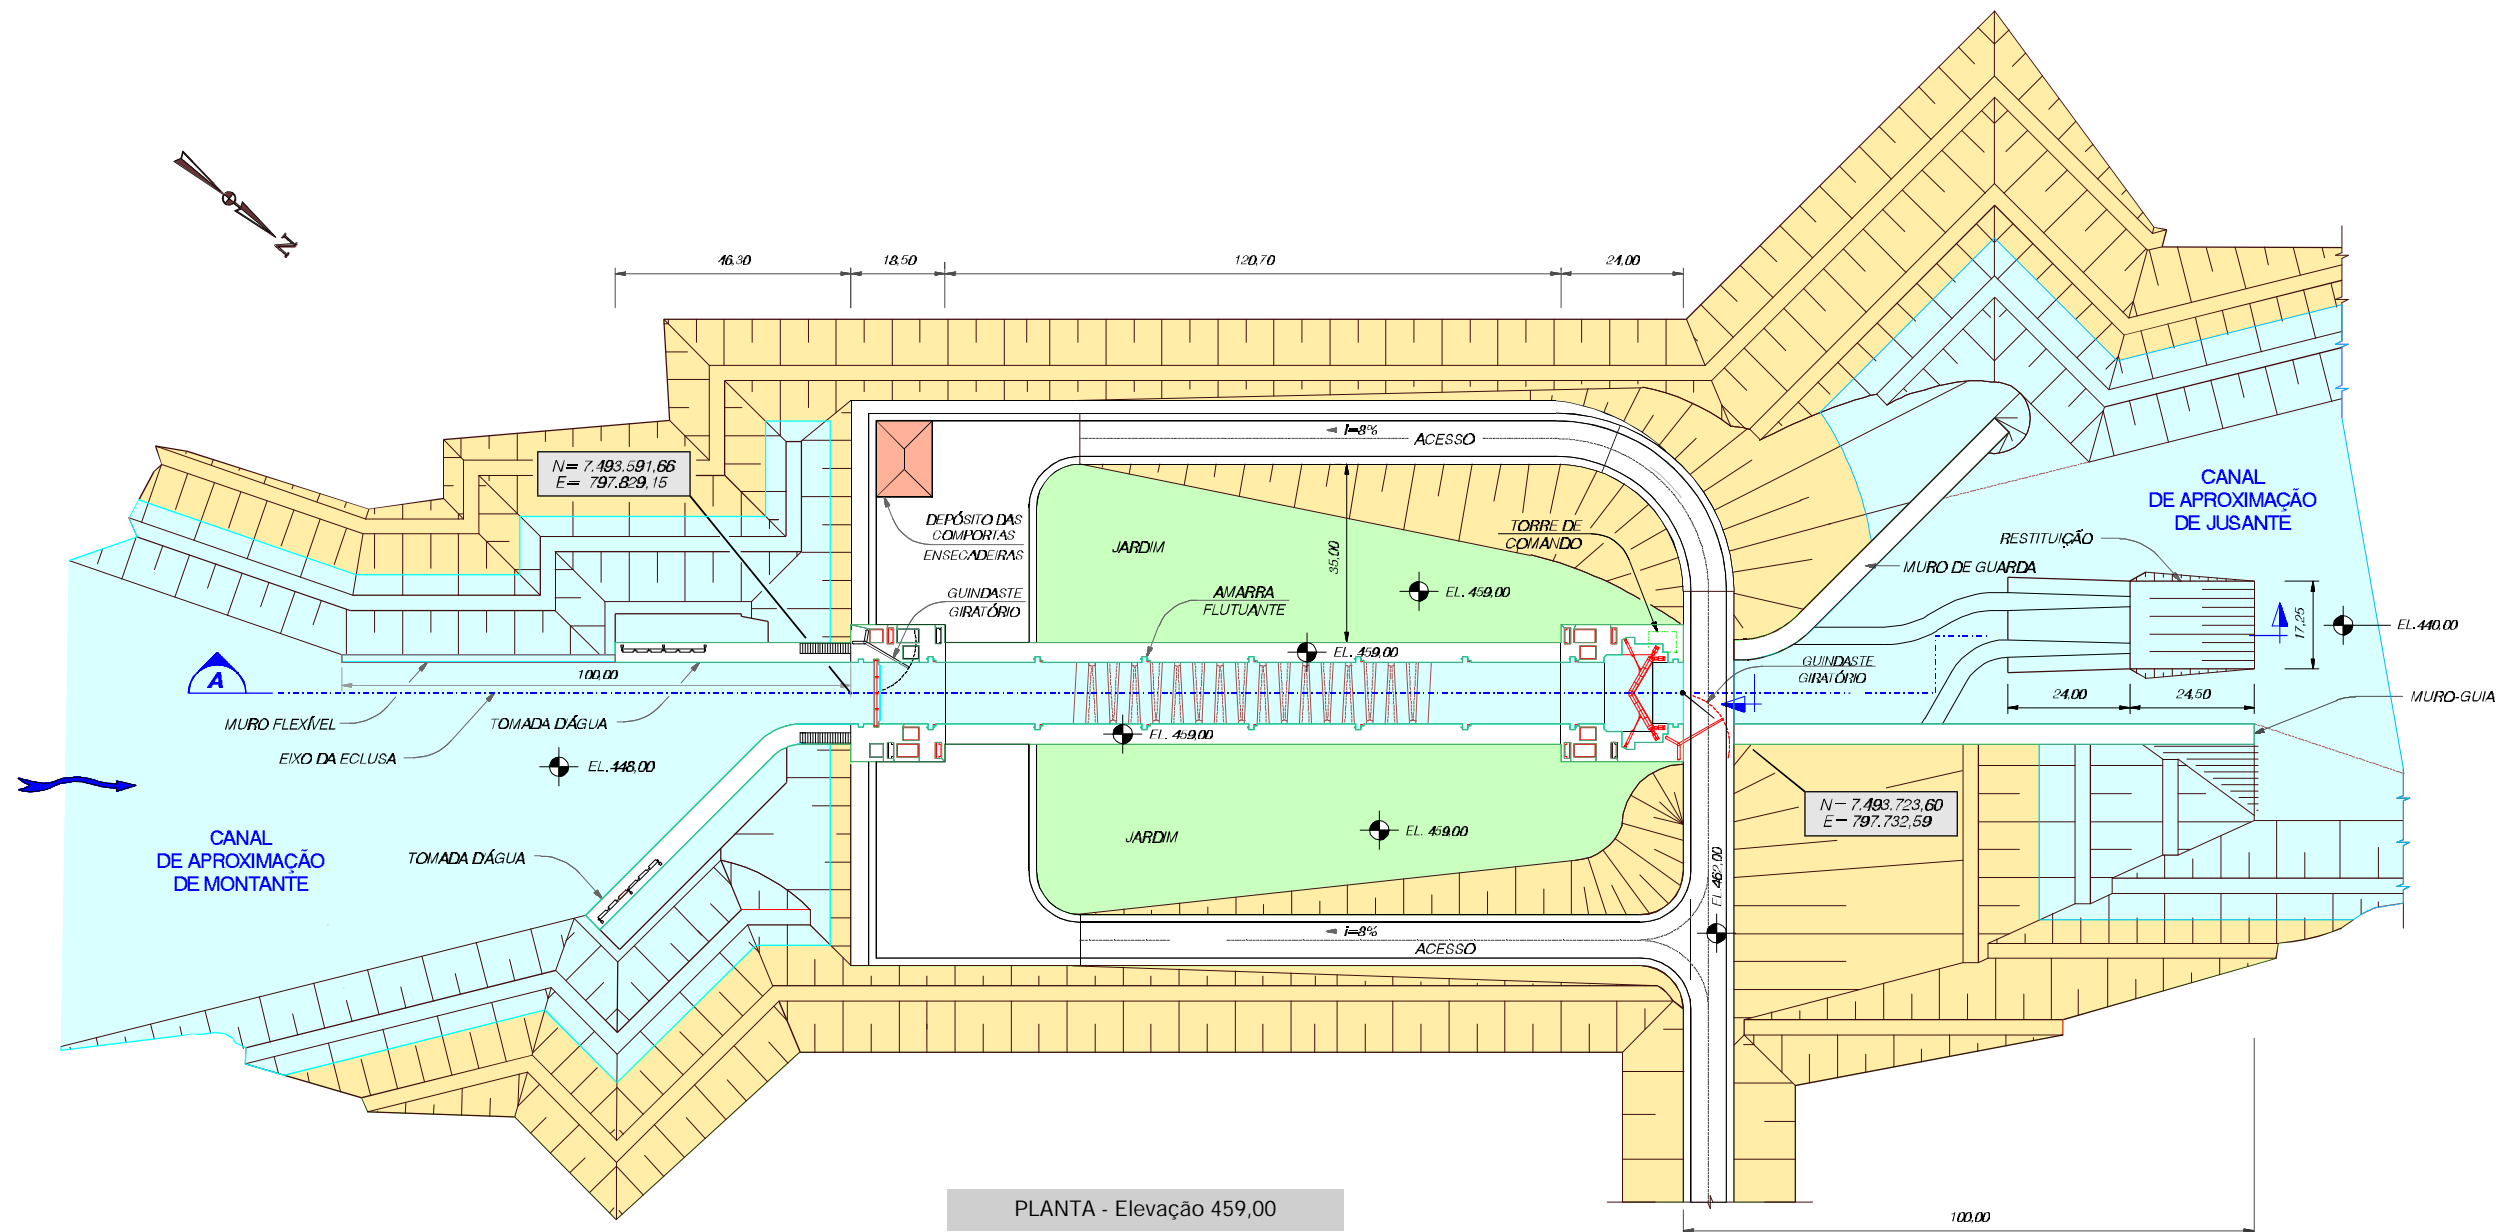 N
46,30
18,50
120,70
24,00
i=8%
ACESSO
N= 7.493.591,66
E= 797.829,15
CANAL
DE APROXIMAÇÃO
DE JUSANTE
DEPÓSITO DAS
COMPORTAS
ENSECADEIRAS
JARDIM
35,00
TORRE DE
COMANDO
RESTITUIÇÃO
MURO DE GUARDA
GUINDASTE
GIRATÓRIO
AMARRA
FLUTUANTE
EL. 459,00
17,25
EL.440,00
EL. 459,00
GUINDASTE
GIRATÓRIO
A
100,00
24,00
24,50
MURO-GUIA
MURO FLEXÍVEL
TOMADA D'ÁGUA
EL. 459,00
EIXO DA ECLUSA
N= 7.493.723,60
E= 797.732,59
CANAL
DE APROXIMAÇÃO
DE MONTANTE
TOMADA D'ÁGUA
JARDIM
EL. 459,00
EL. 462,00
i=8%
ACESSO
PLANTA - Elevação 459,00
100,00